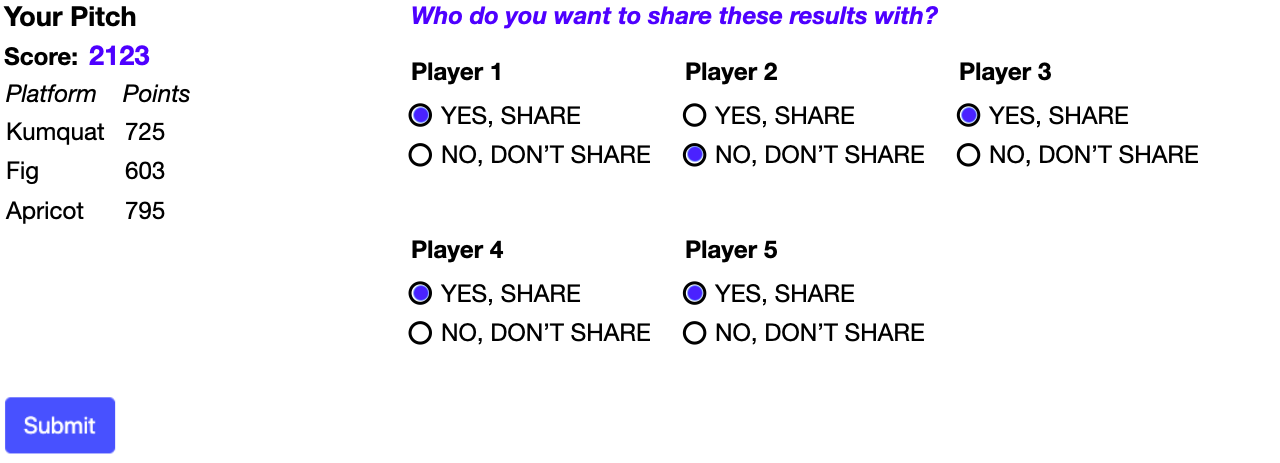 Your Pitch
Score: 2123
Platform Points
Kumquat 725
Fig 603
Apricot 795
Who do you want to share these results with?
Player 1
YES, SHARE
NO, DON’T SHARE
Player 2
YES, SHARE
NO, DON’T SHARE
Player 3
YES, SHARE
NO, DON’T SHARE
Player 4
YES, SHARE
NO, DON’T SHARE
Player 5
YES, SHARE
NO, DON’T SHARE
Submit